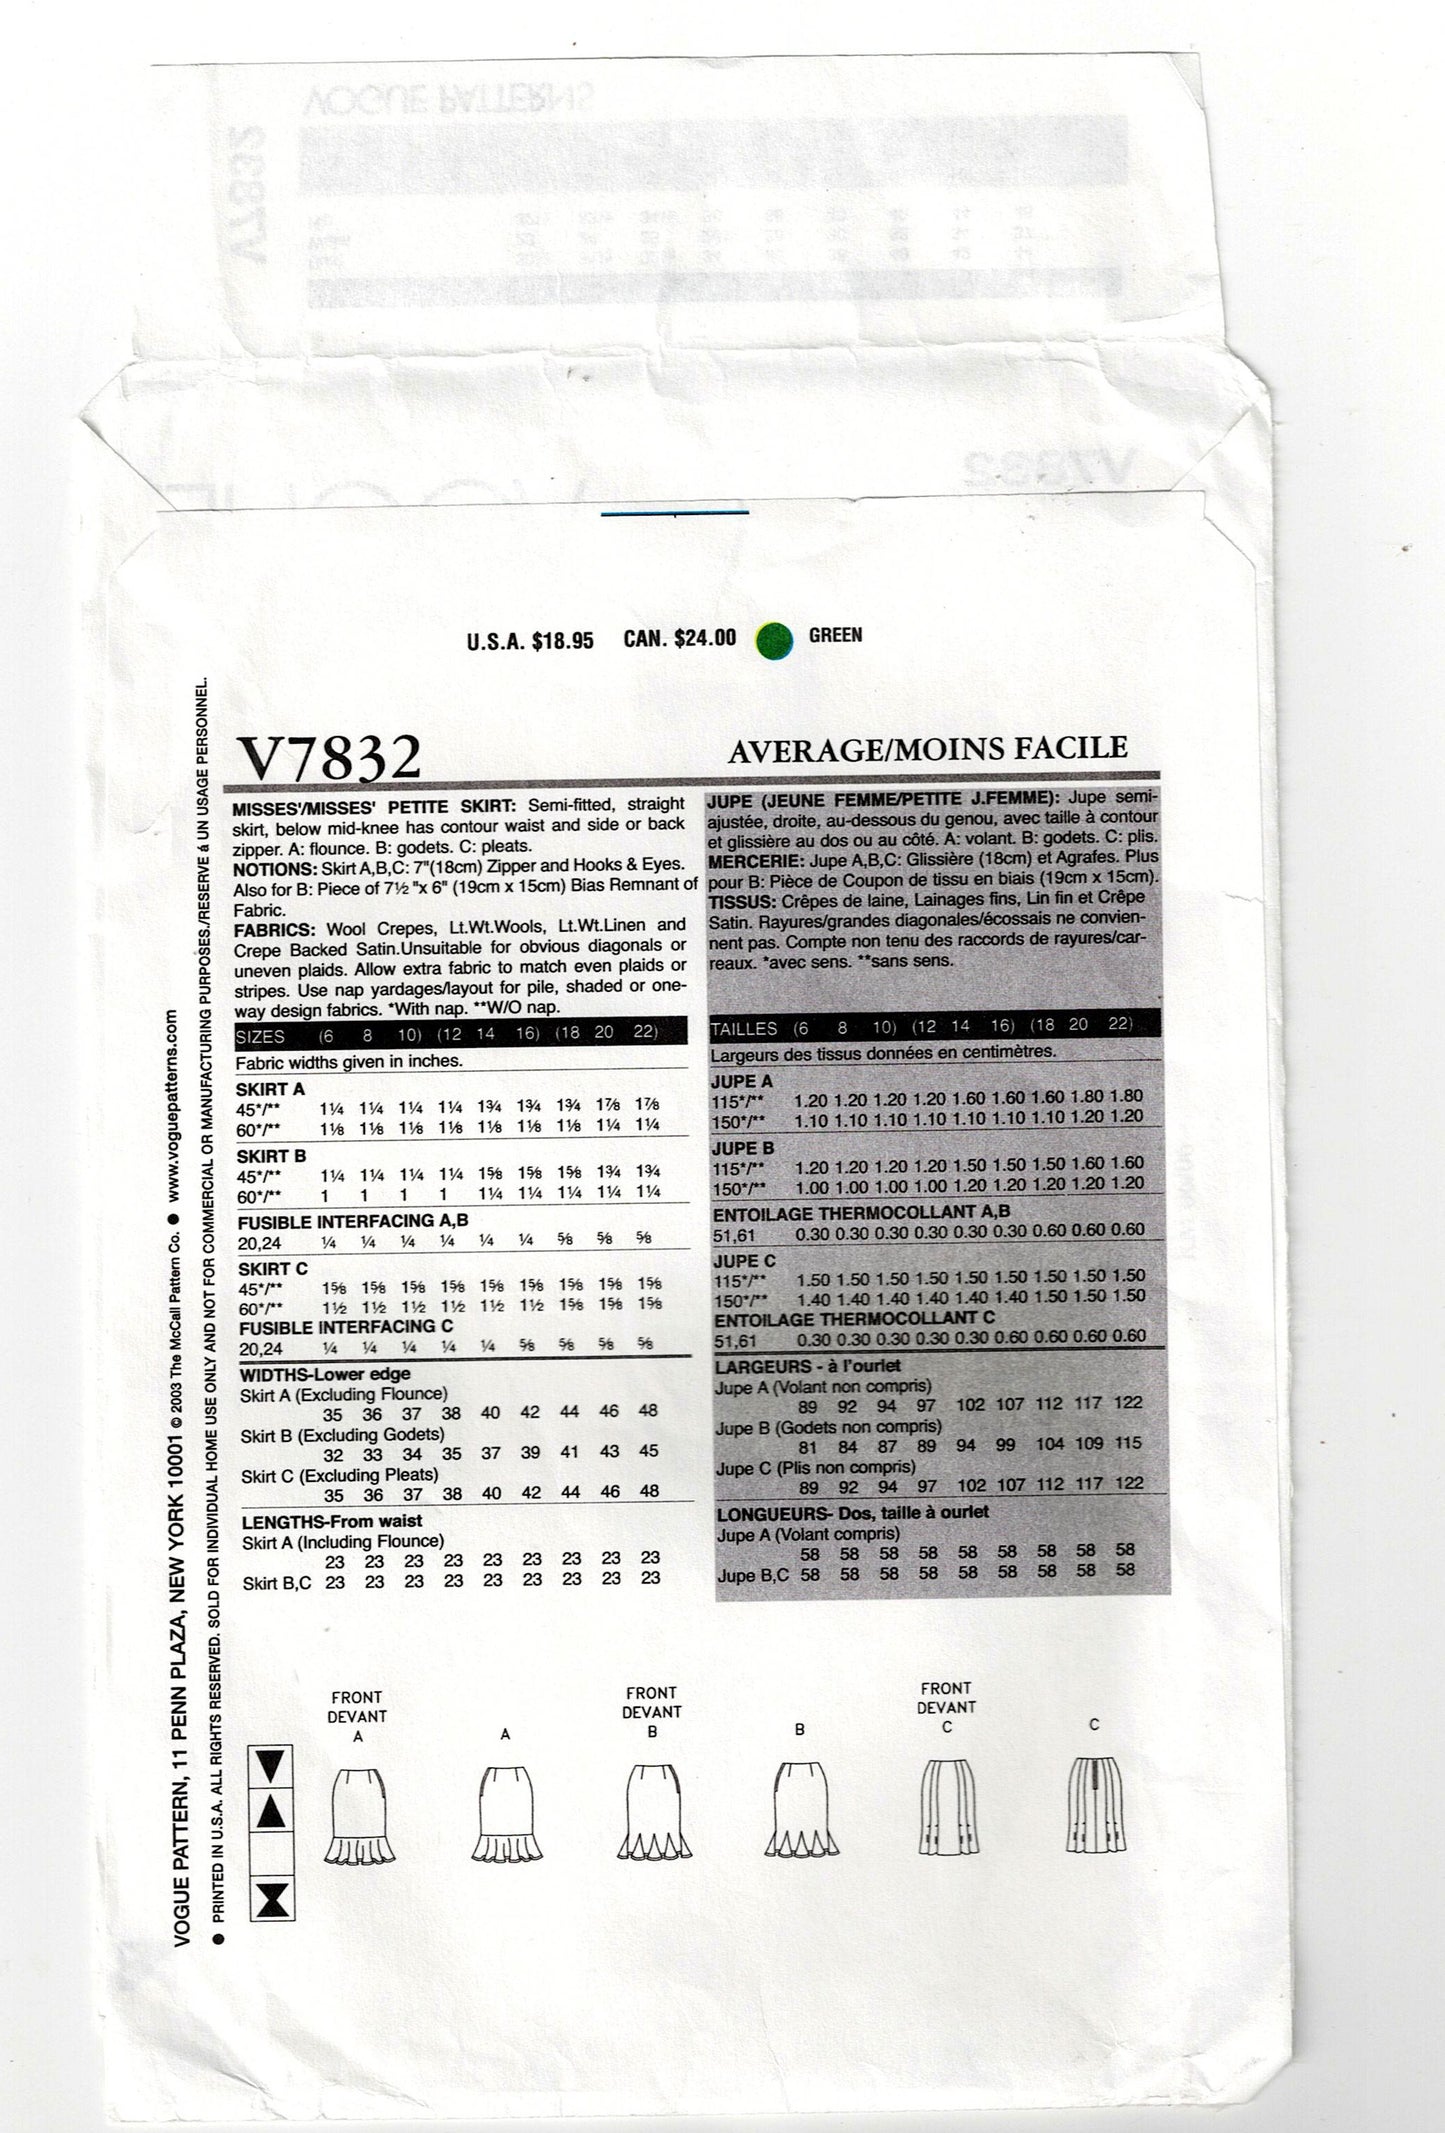 VOGUE PATTERNS
V7832
V7832
U.S.A. $18.95 CAN. $24.00 GREEN
V7832
AVERAGE/MOINS FACILE
MISSES'/MISSES' PETITE SKIRT: Semi-fitted, straight
skirt, below mid-knee has contour waist and side or back
zipper. A: flounce. B: godets. C: pleats.
NOTIONS: Skirt A,B,C: 7"(18cm) Zipper and Hooks & Eyes.
Also for B: Piece of 7½ "x 6" (19cm x 15cm) Bias Remnant of
Fabric.
FABRICS: Wool Crepes, Lt.Wt.Wools, Lt.Wt.Linen and
Crepe Backed Satin.Unsuitable for obvious diagonals or
uneven plaids. Allow extra fabric to match even plaids or
stripes. Use nap yardages/layout for pile, shaded or one-
way design fabrics. *With nap. **W/O nap.
SIZES (6 8 10) (12 14 16) (18 20 22)
Fabric widths given in inches.
SKIRT A
45*/** 1¼ 1¼ 1¼ 1¼ 1¾ 1¾ 1¾ 1⅞ 1⅞
60*/** 1⅛ 1⅛ 1⅛ 1⅛ 1⅛ 1⅛ 1⅛ 1¼ 1¼
SKIRT B
45*/** 1¼ 1¼ 1¼ 1¼ 1⅝ 1⅝ 1⅝ 1¾ 1¾
60*/** 1 1 1 1 1¼ 1¼ 1¼ 1¼ 1¼
FUSIBLE INTERFACING A,B
20,24 ¼ ¼ ¼ ¼ ¼ ¼ ⅝ ⅝ ⅝
SKIRT C
45*/** 1⅝ 1⅝ 1⅝ 1⅝ 1⅝ 1⅝ 1⅝ 1⅝ 1⅝
60*/** 1½ 1½ 1½ 1½ 1½ 1½ 1⅝ 1⅝ 1⅝
FUSIBLE INTERFACING C
20,24 ¼ ¼ ¼ ¼ ¼ ⅝ ⅝ ⅝ ⅝
WIDTHS-Lower edge
Skirt A (Excluding Flounce)
35 36 37 38 40 42 44 46 48
Skirt B (Excluding Godets)
32 33 34 35 37 39 41 43 45
Skirt C (Excluding Pleats)
35 36 37 38 40 42 44 46 48
LENGTHS-From waist
Skirt A (Including Flounce)
23 23 23 23 23 23 23 23 23
Skirt B,C 23 23 23 23 23 23 23 23 23
JUPE (JEUNE FEMME/PETITE J.FEMME): Jupe semi-
ajustée, droite, au-dessous du genou, avec taille à contour
et glissière au dos ou au côté. A: volant. B: godets. C: plis.
MERCERIE: Jupe A,B,C: Glissière (18cm) et Agrafes. Plus
pour B: Pièce de Coupon de tissu en biais (19cm x 15cm).
TISSUS: Crêpes de laine, Lainages fins, Lin fin et Crêpe
Satin. Rayures/grandes diagonales/écossais ne convien-
nent pas. Compte non tenu des raccords de rayures/car-
reaux. *avec sens. **sans sens.
TAILLES (6 8 10) (12 14 16) (18 20 22)
Largeurs des tissus données en centimètres.
JUPE A
115*/** 1.20 1.20 1.20 1.20 1.60 1.60 1.60 1.80 1.80
150*/** 1.10 1.10 1.10 1.10 1.10 1.10 1.10 1.20 1.20
JUPE B
115*/** 1.20 1.20 1.20 1.20 1.50 1.50 1.50 1.60 1.60
150*/** 1.00 1.00 1.00 1.00 1.20 1.20 1.20 1.20 1.20
ENTOILAGE THERMOCOLLANT A,B
51,61 0.30 0.30 0.30 0.30 0.30 0.30 0.60 0.60 0.60
JUPE C
115*/** 1.50 1.50 1.50 1.50 1.50 1.50 1.50 1.50 1.50
150*/** 1.40 1.40 1.40 1.40 1.40 1.40 1.50 1.50 1.50
ENTOILAGE THERMOCOLLANT C
51,61 0.30 0.30 0.30 0.30 0.30 0.60 0.60 0.60 0.60
LARGEURS - à l'ourlet
Jupe A (Volant non compris)
89 92 94 97 102 107 112 117 122
Jupe B (Godets non compris)
81 84 87 89 94 99 104 109 115
Jupe C (Plis non compris)
89 92 94 97 102 107 112 117 122
LONGUEURS- Dos, taille à ourlet
Jupe A (Volant compris)
58 58 58 58 58 58 58 58 58
Jupe B,C 58 58 58 58 58 58 58 58 58
FRONT
DEVANT
A
A
FRONT
DEVANT
B
B
FRONT
DEVANT
C
C
VOGUE PATTERN, 11 PENN PLAZA, NEW YORK 10001 © 2003 The McCall Pattern Co. ● www.voguepatterns.com
● PRINTED IN U.S.A. ALL RIGHTS RESERVED. SOLD FOR INDIVIDUAL HOME USE ONLY AND NOT FOR COMMERCIAL OR MANUFACTURING PURPOSES./RESERVE à UN USAGE PERSONNEL.